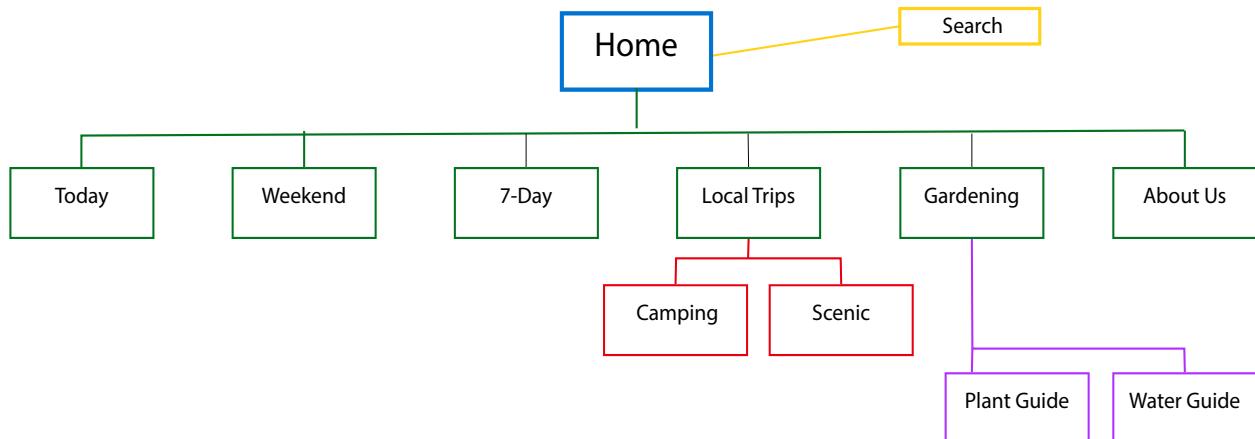 Home
Search
Today
Weekend
7-Day
Local Trips
Gardening
About Us
Camping
Scenic
Plant Guide
Water Guide